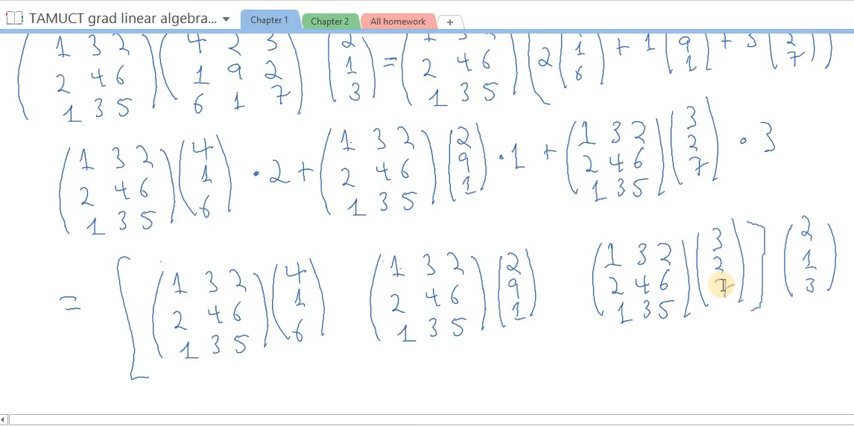 TAMUCT grad linear algebra... Chapter 1 Chapter 2 All homework +
( 1 3 2 ) ( 4 2 3 ) ( 2 ) = ( 1 3 2 ) ( 2 [ 1 ] + 1 [ 9 ] + 3 [ 2 ] )
2 4 6 1 9 2 1 2 4 6 6 1 7
1 3 5 6 1 7 3 1 3 5
( 1 3 2 ) ( 4 ) · 2 + ( 1 3 2 ) ( 2 ) · 1 + ( 1 3 2 ) ( 3 ) · 3
2 4 6 1 2 4 6 9 2 4 6 2
1 3 5 6 1 3 5 1 1 3 5 7
= [ ( 1 3 2 ) ( 4 ) ( 1 3 2 ) ( 2 ) ( 1 3 2 ) ( 3 ) ] ( 2 )
2 4 6 1 2 4 6 9 2 4 6 2 1
1 3 5 6 1 3 5 1 1 3 5 7 3